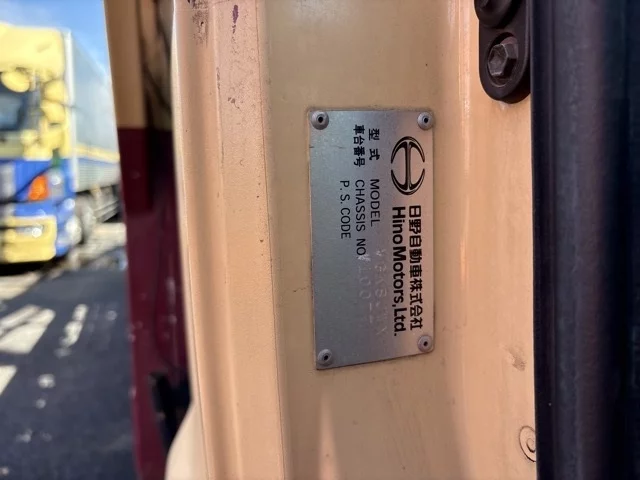 日野自動車株式会社
Hino Motors, Ltd.
型式 MODEL
車台番号 CHASSIS NO
P. S. CODE